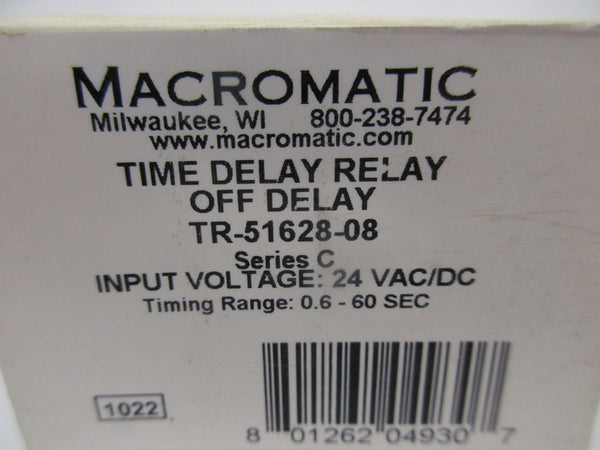 MACROMATIC
Milwaukee, WI 800-238-7474
www.macromatic.com
TIME DELAY RELAY
OFF DELAY
TR-51628-08
Series C
INPUT VOLTAGE: 24 VAC/DC
Timing Range: 0.6 - 60 SEC
1022
8 01262 04930 7